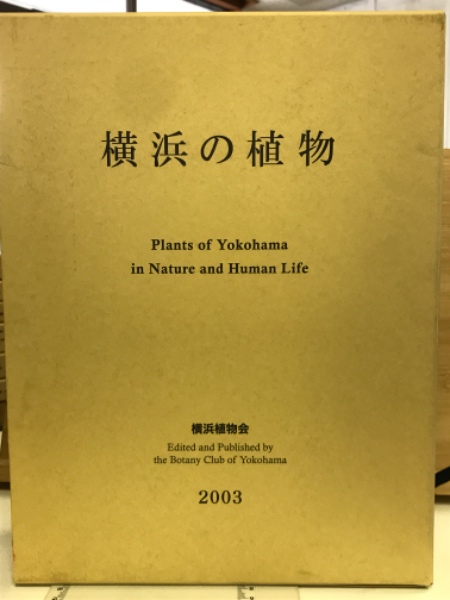 横浜の植物
Plants of Yokohama
in Nature and Human Life
横浜植物会
Edited and Published by
the Botany Club of Yokohama
2003